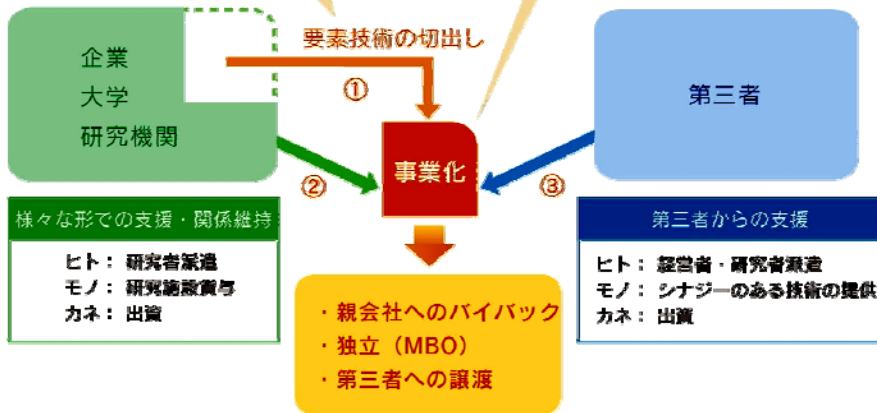 要素技術の切出し
企業
大学
研究機関
①
第三者
事業化
②
③
様々な形での支援・関係維持
ヒト： 研究者派遣
モノ： 研究施設貸与
カネ： 出資
第三者からの支援
ヒト： 経営者・研究者派遣
モノ： シナジーのある技術の提供
カネ： 出資
・親会社へのバイバック
・独立（MBO）
・第三者への譲渡